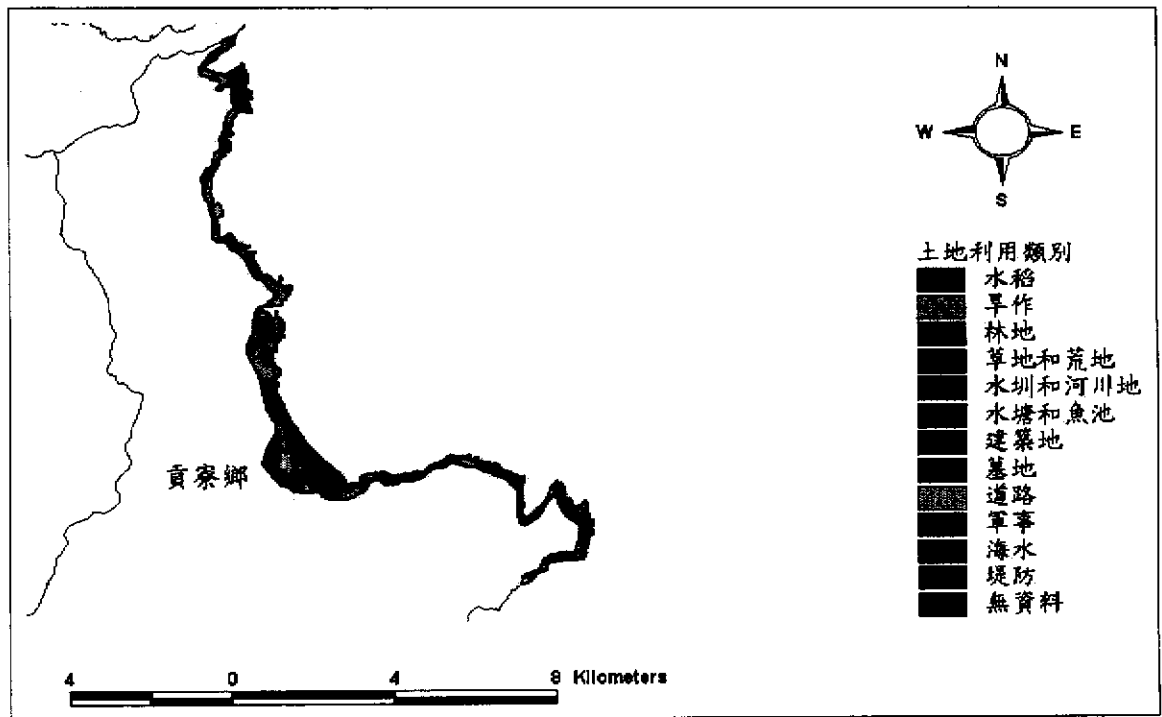 N
W E
S
土地利用類別
水稻
旱作
林地
草地和荒地
水圳和河川地
水塘和魚池
建築地
墓地
道路
軍事
海水
堤防
無資料
貢寮鄉
4 0 4 8 Kilometers